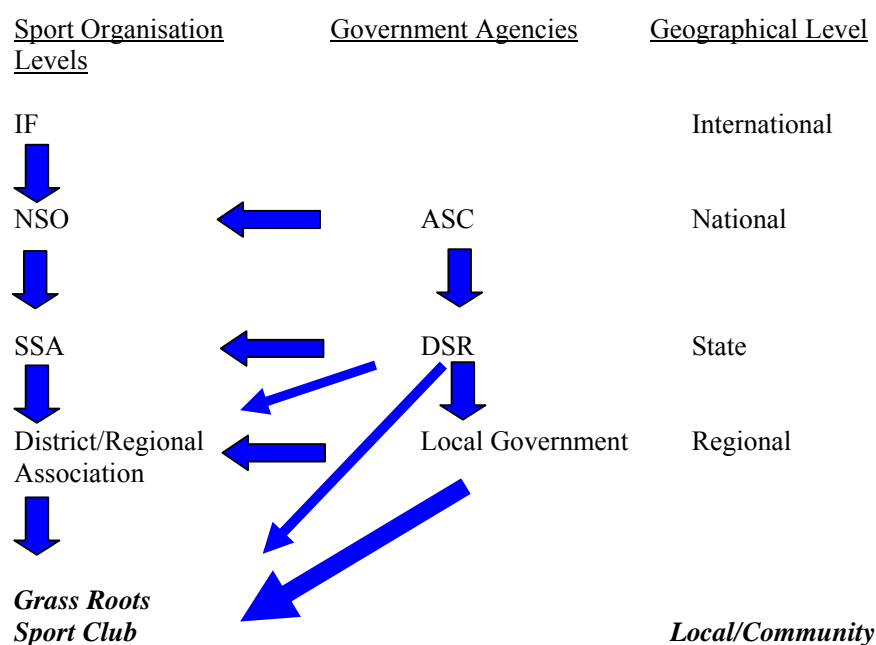 Sport Organisation Government Agencies Geographical Level
Levels
IF International
NSO ASC National
SSA DSR State
District/Regional Local Government Regional
Association
Grass Roots
Sport Club Local/Community